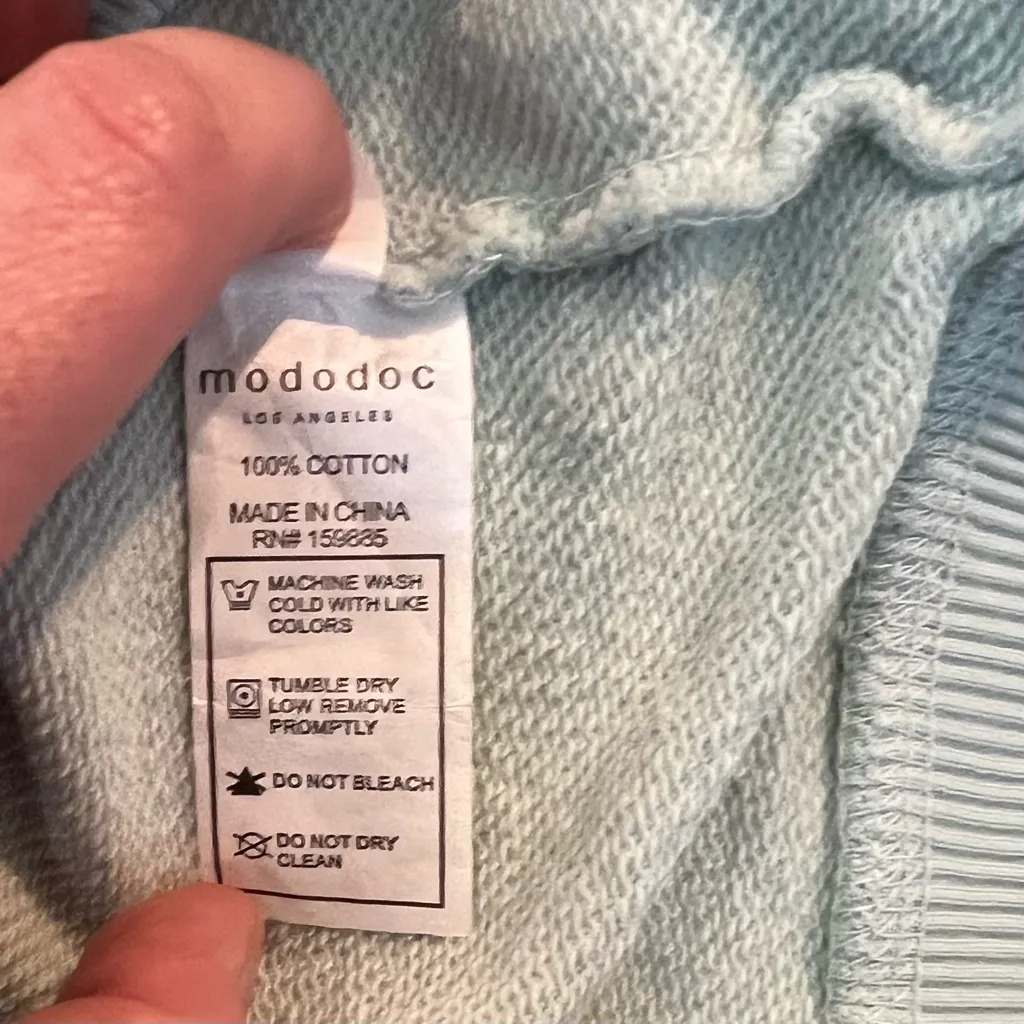 mododoc
LOS ANGELES
100% COTTON
MADE IN CHINA
RN#
MACHINE WASH
COLD WITH LIKE
COLORS
TUMBLE DRY
LOW REMOVE
PROMPTLY
DO NOT BLEACH
DO NOT DRY
CLEAN